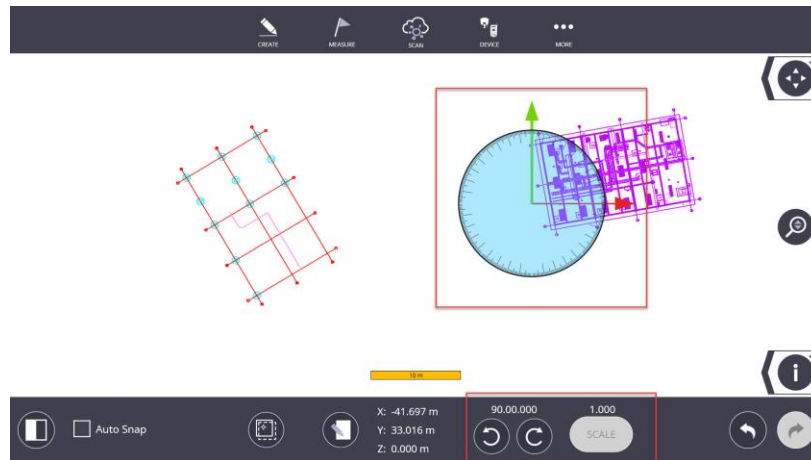 CREATE
MEASURE
SCAN
DEVICE
MORE
10 m
Auto Snap
X: -41.697 m
Y: 33.016 m
Z: 0.000 m
90.00.000
1.000
SCALE